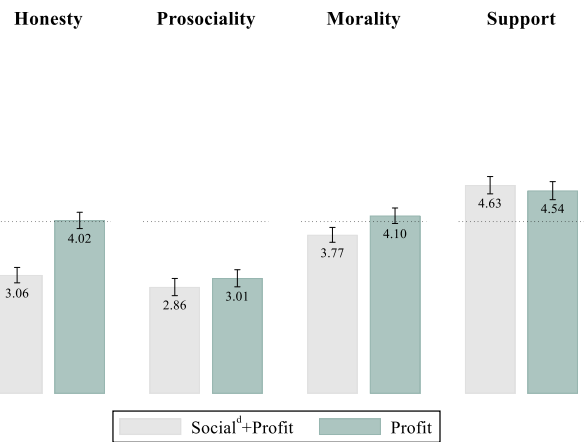 Honesty Prosociality Morality Support
4.63 4.54
4.02 4.10
3.77
3.06 2.86 3.01
Social^d+Profit Profit